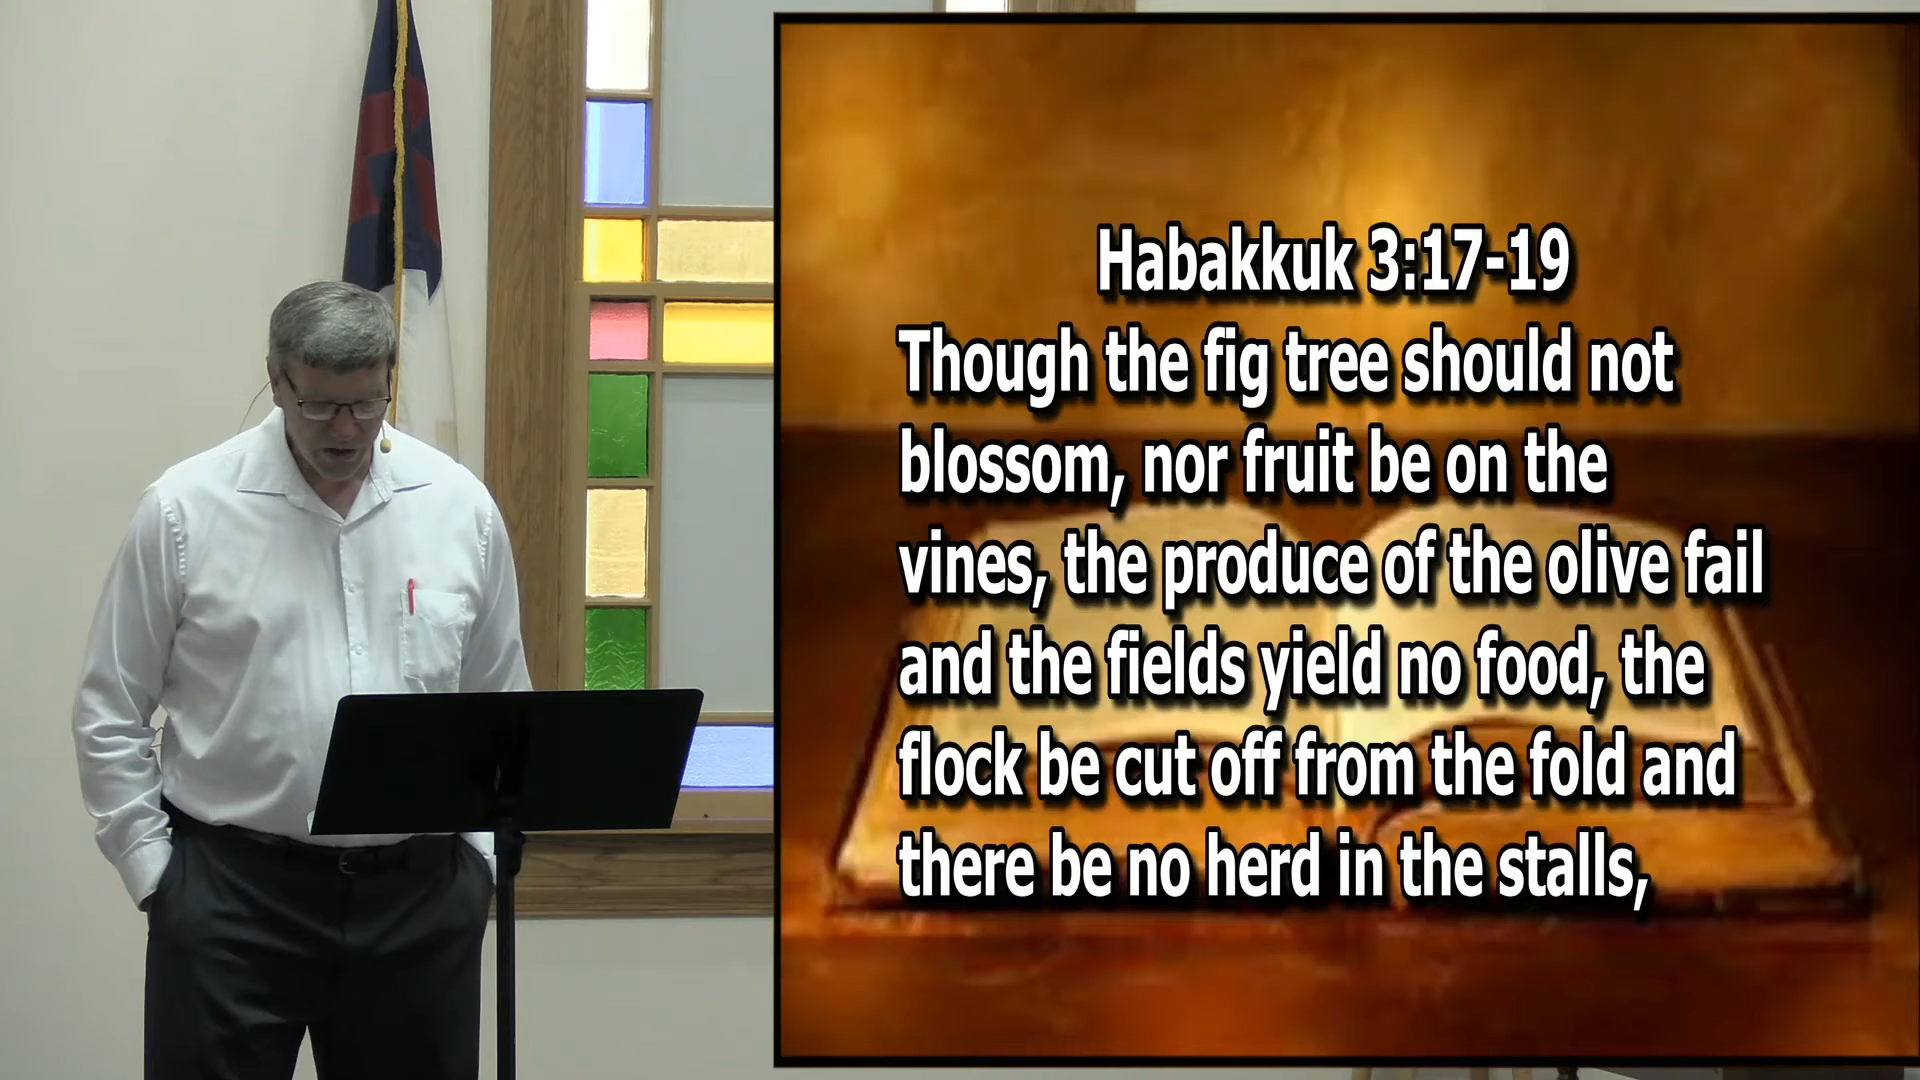 Habakkuk 3:17-19
Though the fig tree should not
blossom, nor fruit be on the
vines, the produce of the olive fail
and the fields yield no food, the
flock be cut off from the fold and
there be no herd in the stalls,